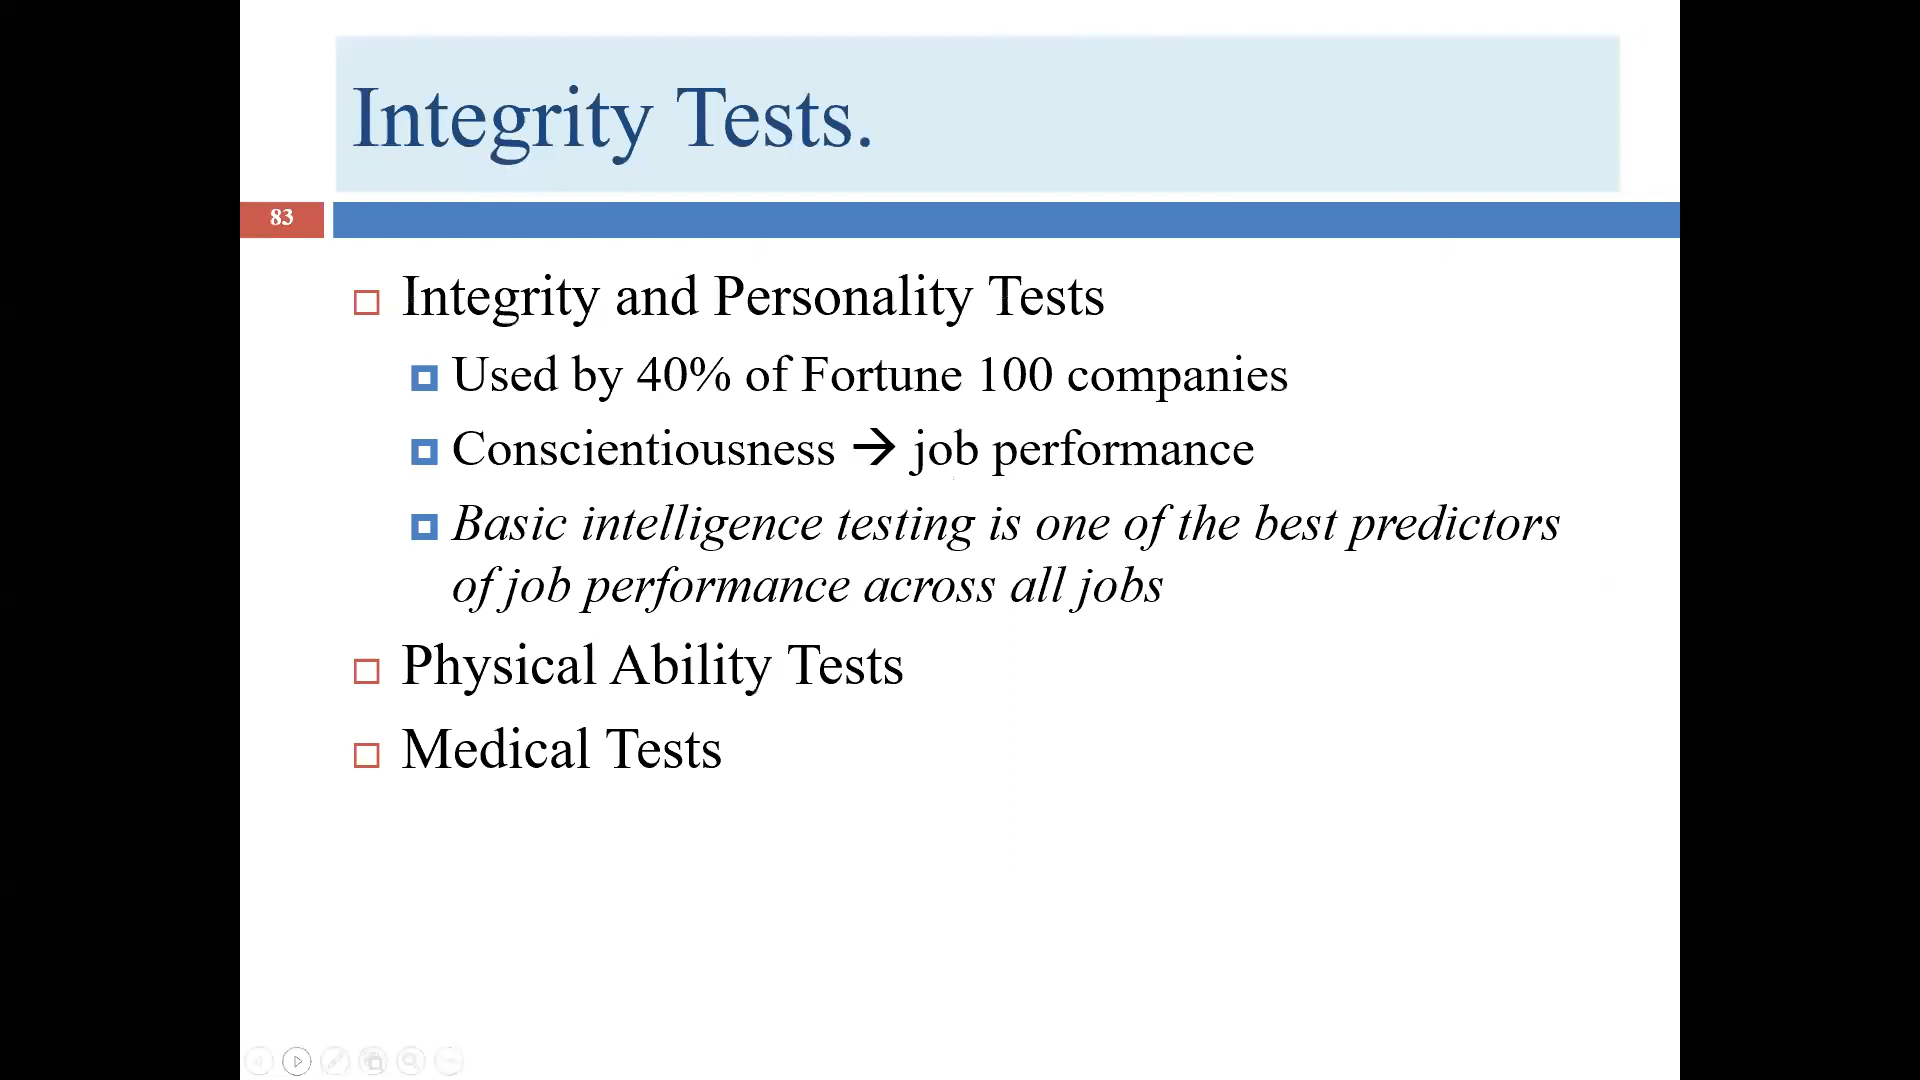 Integrity Tests.
83
Integrity and Personality Tests
Used by 40% of Fortune 100 companies
Conscientiousness → job performance
Basic intelligence testing is one of the best predictors
of job performance across all jobs
Physical Ability Tests
Medical Tests